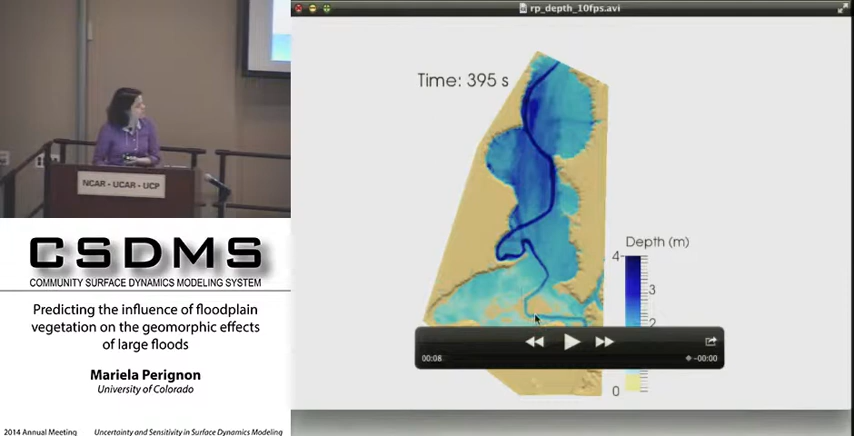 rp_depth_10fps.avi
Time: 395 s
NCAR - UCAR - UCP
CSDMS
COMMUNITY SURFACE DYNAMICS MODELING SYSTEM
Predicting the influence of floodplain
vegetation on the geomorphic effects
of large floods
Mariela Perignon
University of Colorado
2014 Annual Meeting
Uncertainty and Sensitivity in Surface Dynamics Modeling
Depth (m)
4
3
2
0
00:08
-00:00